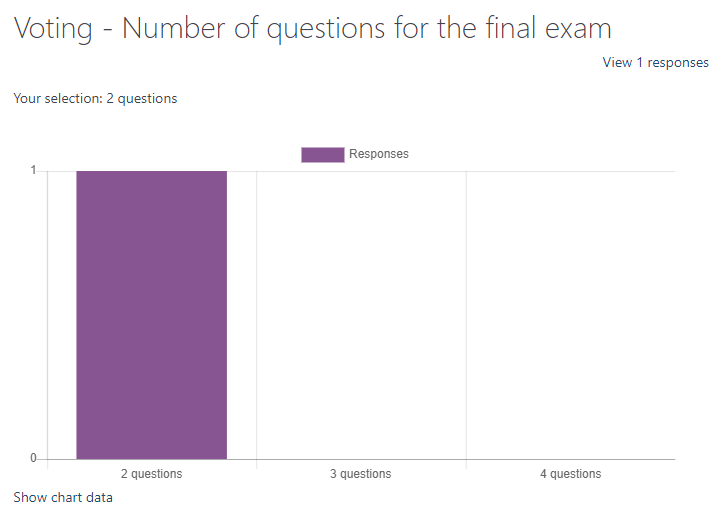 Voting - Number of questions for the final exam
View 1 responses
Your selection: 2 questions
Responses
1
0
2 questions
3 questions
4 questions
Show chart data